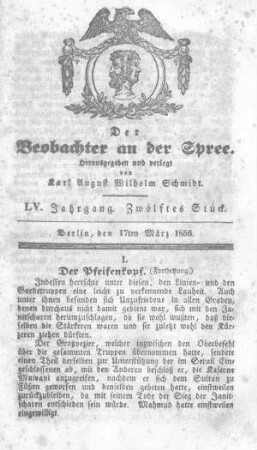 Der
Beobachter an der Spree.
Herausgegeben und verlegt
von
Karl August Wilhelm Schmidt.
LV. Jahrgang. Zwölftes Stück.
Berlin, den 17ten März 1856.
I.
Der Pfeifenkopf. (Fortsetzung.)
Indessen herrschte unter diesen, den Linien- und den
Gardetruppen eine leicht zu verkennende Lauheit. Auch
unter ihnen befanden sich Unzufriedene in allen Graden,
denen durchaus nicht damit gedient war, sich mit den Ja-
nitscharen herumzuschlagen, da sie wohl wußten, daß dies-
selben die Stärkeren waren und sie zuletzt wohl den Kür-
zeren ziehen dürften.
Der Großvezier, welcher inzwischen den Oberbefehl
über die gesammten Truppen übernommen hatte, sende-
te einen Theil derselben zur Unterstützung der im Serail Ein-
geschlossenen ab, mit den Anderen beschloß er, die Kaserne
anzugreifen, nachdem er sich dem Sultan zu
Füßen geworfen, und ihn gebeten hatte, einstweilen
zurückzubleiben, da mit seinem Tode der Sieg der Janit-
scharen entschieden sein würde. Mahmud hatte einstweilen
eingewilligt.